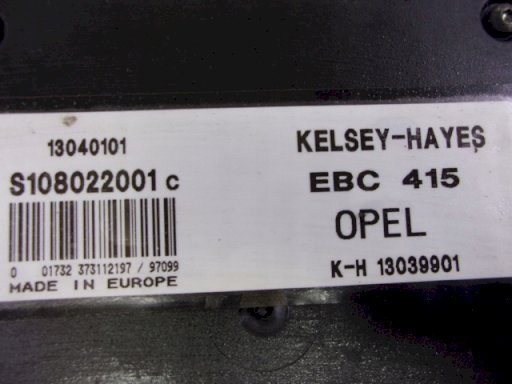 13040101
S108022001 c
0 01732 373112197 / 97099
MADE IN EUROPE
KELSEY-HAYES
EBC 415
OPEL
K-H 13039901